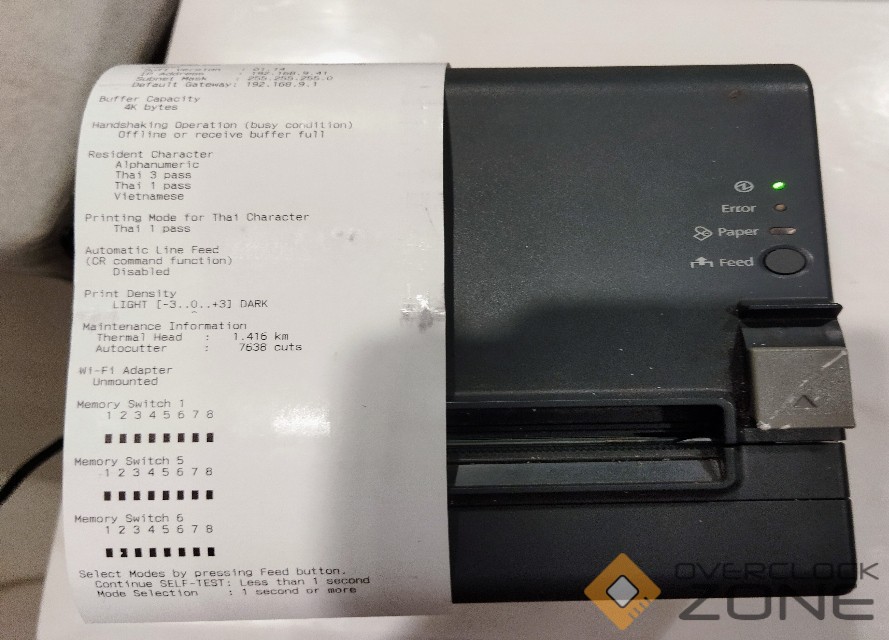 IP Address : 192.168.9.41
Subnet Mask : 255.255.255.0
Default Gateway: 192.168.9.1
Buffer Capacity
4K bytes
Handshaking Operation (busy condition)
Offline or receive buffer full
Resident Character
Alphanumeric
Thai 3 pass
Thai 1 pass
Vietnamese
Printing Mode for Thai Character
Thai 1 pass
Automatic Line Feed
(CR command function)
Disabled
Print Density
LIGHT [-3..0..+3] DARK
^
Maintenance Information
Thermal Head : 1.416 km
Autocutter : 7638 cuts
Wi-Fi Adapter
Unmounted
Memory Switch 1
1 2 3 4 5 6 7 8
Memory Switch 5
1 2 3 4 5 6 7 8
Memory Switch 6
1 2 3 4 5 6 7 8
Select Modes by pressing Feed button.
Continue SELF-TEST: Less than 1 second
Mode Selection : 1 second or more
Error
Paper
Feed
OVERCLOCK
ZONE